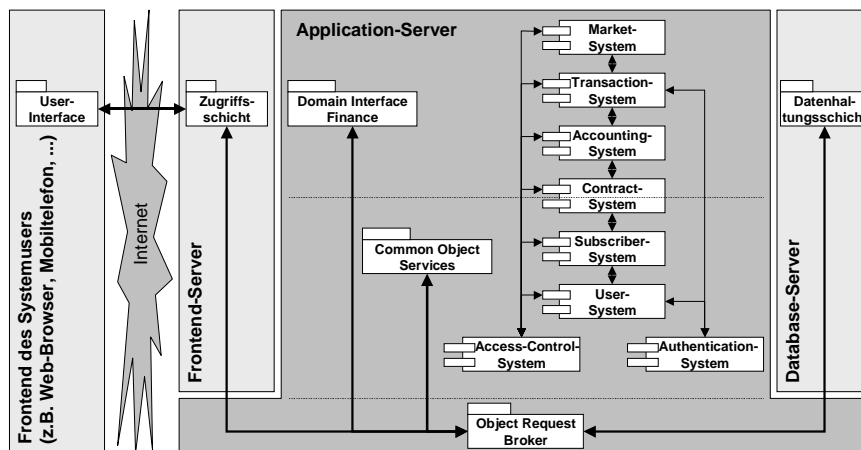 Application-Server
Market-
System
User-
Interface
Zugriffs-
schicht
Domain Interface
Finance
Transaction-
System
Datenhal-
tungsschich
Accounting-
System
Contract-
System
Common Object
Services
Subscriber-
System
User-
System
Access-Control-
System
Authentication-
System
Object Request
Broker
Frontend des Systemusers
(z.B. Web-Browser, Mobiltelefon, ...)
Internet
Frontend-Server
Database-Server